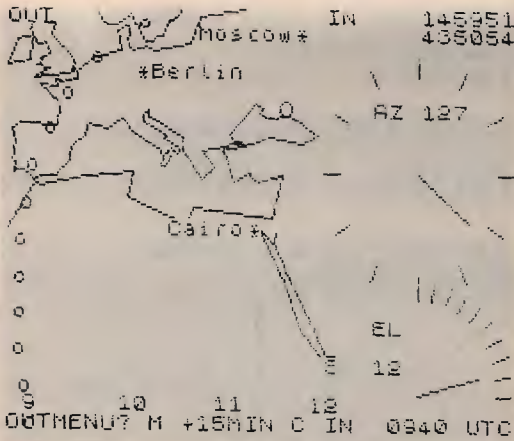 OUT IN 145951
435054
Moscow*
*Berlin
AZ 127
Cairo*
EL
E 12
9 10 11 12
OUTMENU? M +15MIN C IN 0940 UTC